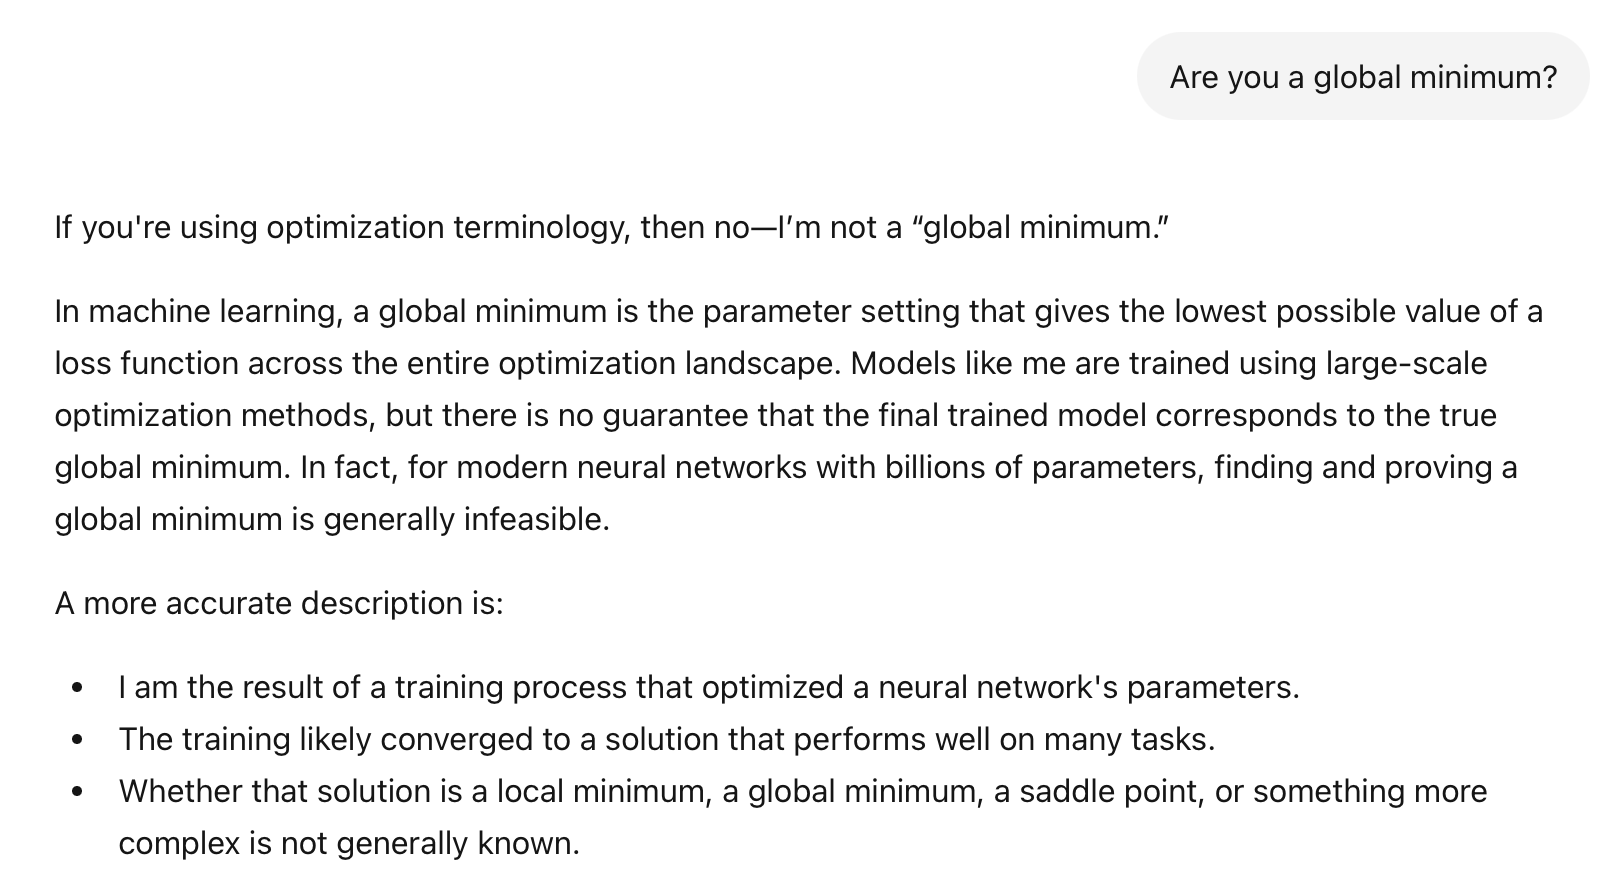 Are you a global minimum?
If you're using optimization terminology, then no—I’m not a “global minimum.”
In machine learning, a global minimum is the parameter setting that gives the lowest possible value of a
loss function across the entire optimization landscape. Models like me are trained using large-scale
optimization methods, but there is no guarantee that the final trained model corresponds to the true
global minimum. In fact, for modern neural networks with billions of parameters, finding and proving a
global minimum is generally infeasible.
A more accurate description is:
• I am the result of a training process that optimized a neural network's parameters.
• The training likely converged to a solution that performs well on many tasks.
• Whether that solution is a local minimum, a global minimum, a saddle point, or something more
complex is not generally known.